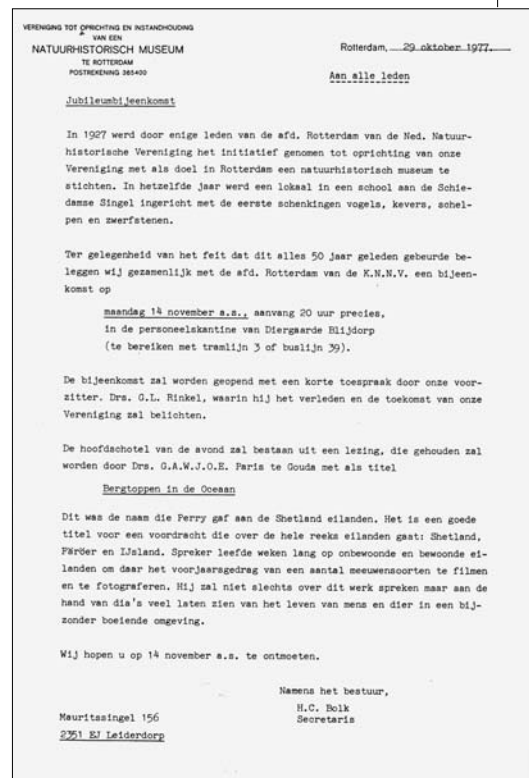 VERENIGING TOT OPRICHTING EN INSTANDHOUDING
VAN EEN
NATUURHISTORISCH MUSEUM
TE ROTTERDAM
POSTREKENING 365400
Rotterdam, 29 oktober 1977.
Aan alle leden
Jubileumbijeenkomst
In 1927 werd door enige leden van de afd. Rotterdam van de Ned. Natuur-
historische Vereniging het initiatief genomen tot oprichting van onze
Vereniging met als doel in Rotterdam een natuurhistorisch museum te
stichten. In hetzelfde jaar werd een lokaal in een school aan de Schie-
damse Singel ingericht met de eerste schenkingen vogels, kevers, schel-
pen en zwerfstenen.
Ter gelegenheid van het feit dat dit alles 50 jaar geleden gebeurde be-
leggen wij gezamenlijk met de afd. Rotterdam van de K.N.N.V. een bijeen-
komst op
maandag 14 november a.s., aanvang 20 uur precies,
in de personeelskantine van Diergaarde Blijdorp
(te bereiken met tramlijn 3 of buslijn 39).
De bijeenkomst zal worden geopend met een korte toespraak door onze voor-
zitter. Drs. G.L. Rinkel, waarin hij het verleden en de toekomst van onze
Vereniging zal belichten.
De hoofdschotel van de avond zal bestaan uit een lezing, die gehouden zal
worden door Drs. G.A.W.J.O.E. Paris te Gouda met als titel
Bergtoppen in de Oceaan
Dit was de naam die Perry gaf aan de Shetland eilanden. Het is een goede
titel voor een voordracht die over de hele reeks eilanden gaat: Shetland,
Färöer en IJsland. Spreker leefde weken lang op onbewoonde en bewoonde ei-
landen om daar het voorjaarsgedrag van een aantal meeuwensoorten te filmen
en te fotograferen. Hij zal niet slechts over dit werk spreken maar aan de
hand van dia's veel laten zien van het leven van mens en dier in een bij-
zonder boeiende omgeving.
Wij hopen u op 14 november a.s. te ontmoeten.
Namens het bestuur,
H.C. Bolk
Secretaris
Mauritssingel 156
2351 EJ Leiderdorp